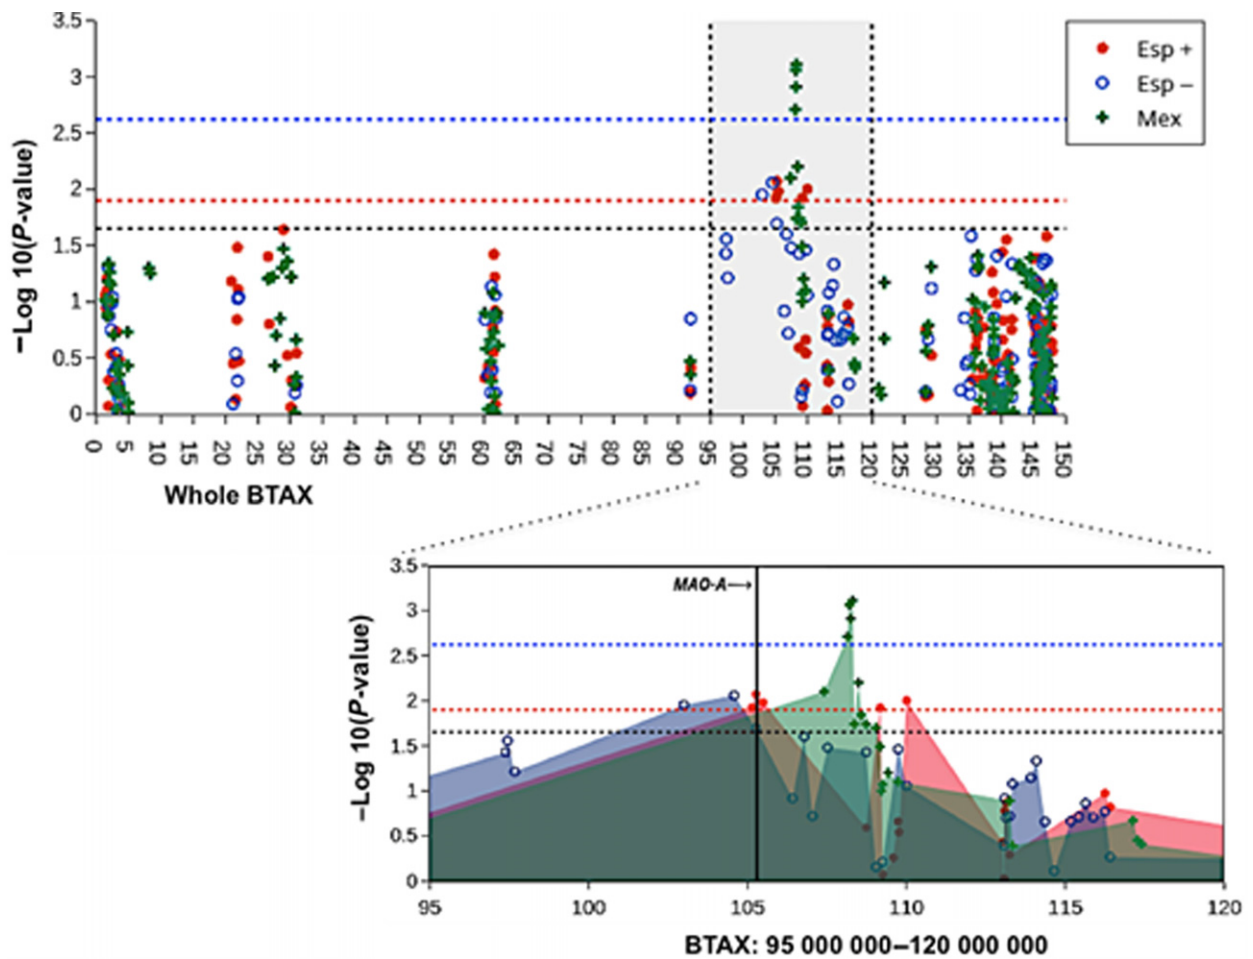 3.5
3
2.5
2
1.5
1
0.5
0
−Log 10(P-value)
Esp +
Esp −
Mex
0 5 10 15 20 25 30 35 40 45 50 55 60 65 70 75 80 85 92 95 100 105 110 115 120 125 130 135 140 145 150
Whole BTAX
3.5
3
2.5
2
1.5
1
0.5
0
−Log 10(P-value)
MAO-A→
95 100 105 110 115 120
BTAX: 95 000 000–120 000 000